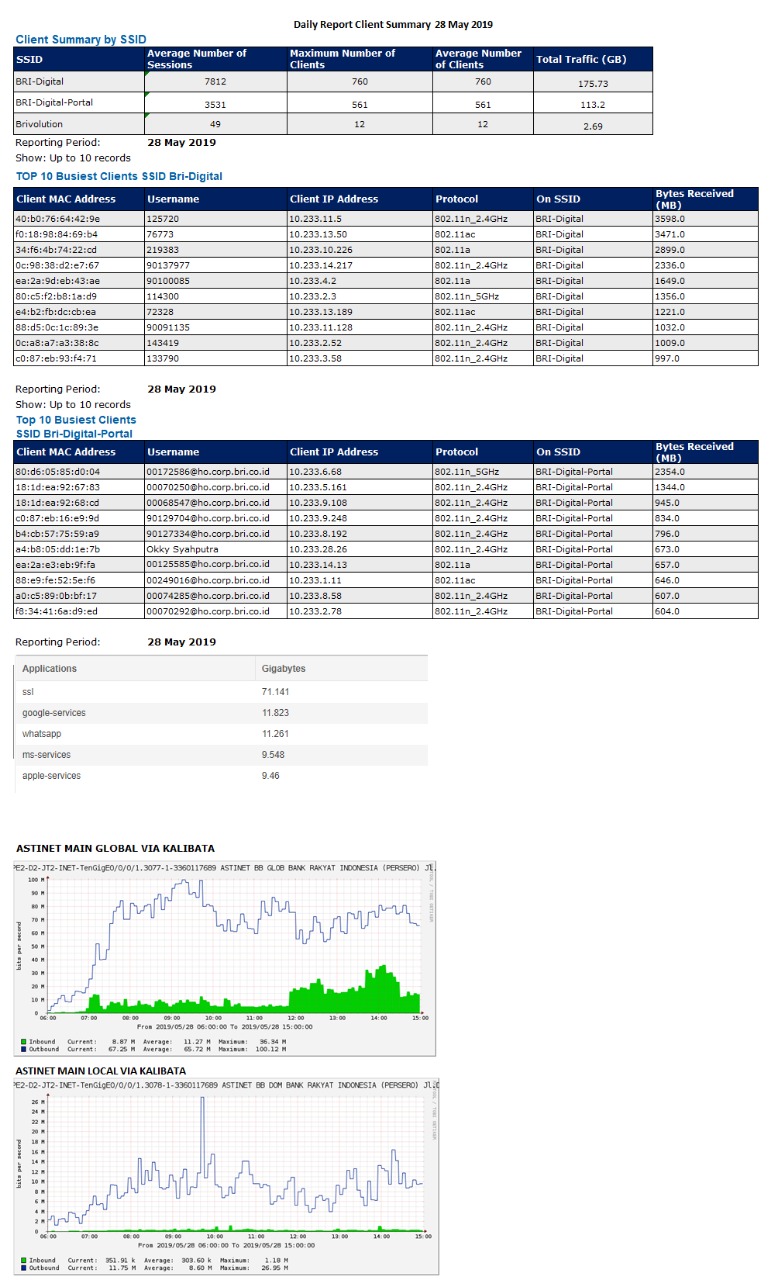 Daily Report Client Summary 28 May 2019
Client Summary by SSID
SSID Average Number of Sessions Maximum Number of Clients Average Number of Clients Total Traffic (GB)
BRI-Digital 7812 760 760 175.73
BRI-Digital-Portal 3531 561 561 113.2
Brivolution 49 12 12 2.69
Reporting Period: 28 May 2019
Show: Up to 10 records
TOP 10 Busiest Clients SSID Bri-Digital
Client MAC Address Username Client IP Address Protocol On SSID Bytes Received (MB)
40:b0:76:64:42:9e 125720 10.233.11.5 802.11n_2.4GHz BRI-Digital 3598.0
f0:18:98:84:69:b4 76773 10.233.13.50 802.11ac BRI-Digital 3471.0
34:f6:4b:74:22:cd 219383 10.233.10.226 802.11a BRI-Digital 2899.0
0c:98:38:d2:e7:67 90137977 10.233.14.217 802.11n_2.4GHz BRI-Digital 2336.0
ea:2a:9d:eb:43:ae 90100085 10.233.4.2 802.11a BRI-Digital 1649.0
80:c5:f2:b8:1a:d9 114300 10.233.2.3 802.11n_5GHz BRI-Digital 1356.0
e4:b2:fb:dc:cb:ea 72328 10.233.13.189 802.11ac BRI-Digital 1221.0
88:d5:0c:1c:89:3e 90091135 10.233.11.128 802.11n_2.4GHz BRI-Digital 1032.0
0c:a8:a7:a3:38:8c 143419 10.233.2.52 802.11n_2.4GHz BRI-Digital 1009.0
c0:87:eb:93:f4:71 133790 10.233.3.58 802.11n_2.4GHz BRI-Digital 997.0
Reporting Period: 28 May 2019
Show: Up to 10 records
Top 10 Busiest Clients
SSID Bri-Digital-Portal
Client MAC Address Username Client IP Address Protocol On SSID Bytes Received (MB)
80:d6:05:85:d0:04 00172586@ho.corp.bri.co.id 10.233.6.68 802.11n_5GHz BRI-Digital-Portal 2354.0
18:1d:ea:92:67:83 00070250@ho.corp.bri.co.id 10.233.5.161 802.11n_2.4GHz BRI-Digital-Portal 1344.0
18:1d:ea:92:68:cd 00068547@ho.corp.bri.co.id 10.233.9.108 802.11n_2.4GHz BRI-Digital-Portal 945.0
c0:87:eb:16:e9:9d 90129704@ho.corp.bri.co.id 10.233.9.248 802.11n_2.4GHz BRI-Digital-Portal 834.0
b4:cb:57:75:59:a9 90127334@ho.corp.bri.co.id 10.233.8.192 802.11n_2.4GHz BRI-Digital-Portal 796.0
a4:b8:05:dd:1e:7b Okky Syahputra 10.233.28.26 802.11n_2.4GHz BRI-Digital-Portal 673.0
ea:2a:e3:eb:9f:fa 00125585@ho.corp.bri.co.id 10.233.14.13 802.11a BRI-Digital-Portal 657.0
88:e9:fe:52:5e:f6 00249016@ho.corp.bri.co.id 10.233.1.11 802.11ac BRI-Digital-Portal 646.0
a0:c5:89:0b:bf:17 00074285@ho.corp.bri.co.id 10.233.8.58 802.11n_2.4GHz BRI-Digital-Portal 607.0
f8:34:41:6a:d9:ed 00070292@ho.corp.bri.co.id 10.233.2.78 802.11n_2.4GHz BRI-Digital-Portal 604.0
Reporting Period: 28 May 2019
Applications Gigabytes
ssl 71.141
google-services 11.823
whatsapp 11.261
ms-services 9.548
apple-services 9.46
ASTINET MAIN GLOBAL VIA KALIBATA
PE2-D2-JT2-INET-TenGigE0/0/0/1.3077-1-3360117689 ASTINET BB GLOB BANK RAKYAT INDONESIA (PERSERO) Jl.
bits per second
100 M
90 M
80 M
70 M
60 M
50 M
40 M
30 M
20 M
10 M
0
06:00 07:00 08:00 09:00 10:00 11:00 12:00 13:00 14:00 15:00
From 2019/05/28 06:00:00 To 2019/05/28 15:00:00
Inbound Current: 8.87 M Average: 11.27 M Maximum: 36.34 M
Outbound Current: 67.25 M Average: 65.72 M Maximum: 100.12 M
ASTINET MAIN LOCAL VIA KALIBATA
PE2-D2-JT2-INET-TenGigE0/0/0/1.3078-1-3360117689 ASTINET BB DOM BANK RAKYAT INDONESIA (PERSERO) Jl.
bits per second
26 M
24 M
22 M
20 M
18 M
16 M
14 M
12 M
10 M
8 M
6 M
4 M
2 M
0
06:00 07:00 08:00 09:00 10:00 11:00 12:00 13:00 14:00 15:00
From 2019/05/28 06:00:00 To 2019/05/28 15:00:00
Inbound Current: 351.91 k Average: 303.60 k Maximum: 1.18 M
Outbound Current: 11.75 M Average: 8.60 M Maximum: 26.95 M